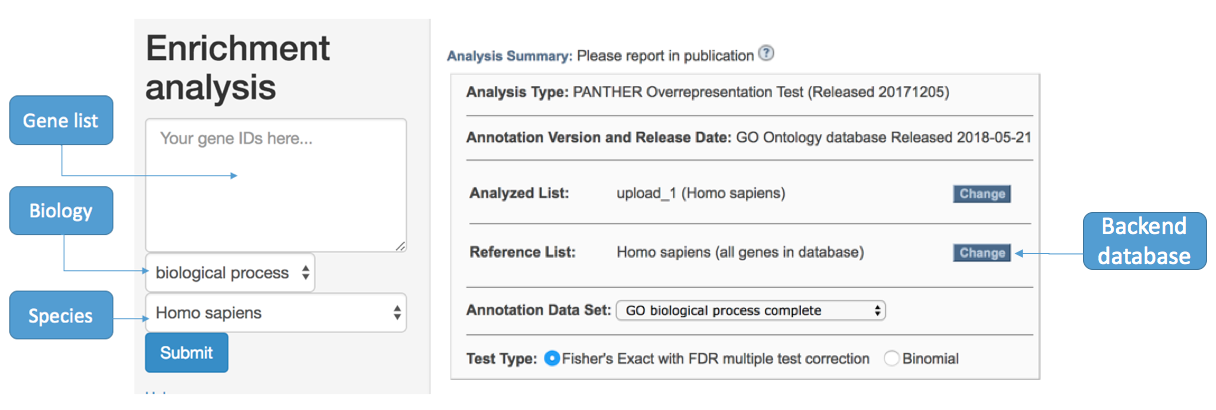 Enrichment
analysis
Gene list
Your gene IDs here...
Biology
biological process
Species
Homo sapiens
Submit
Analysis Summary: Please report in publication ?
Analysis Type: PANTHER Overrepresentation Test (Released 20171205)
Annotation Version and Release Date: GO Ontology database Released 2018-05-21
Analyzed List: upload_1 (Homo sapiens) Change
Reference List: Homo sapiens (all genes in database) Change
Backend
database
Annotation Data Set: GO biological process complete
Test Type: Fisher's Exact with FDR multiple test correction Binomial